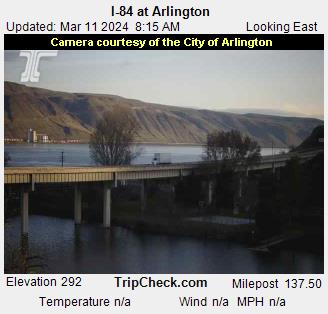 I-84 at Arlington
Updated: Mar 11 2024 8:15 AM Looking East
Camera courtesy of the City of Arlington
Elevation 292 TripCheck.com Milepost 137.50
Temperature n/a Wind n/a MPH n/a